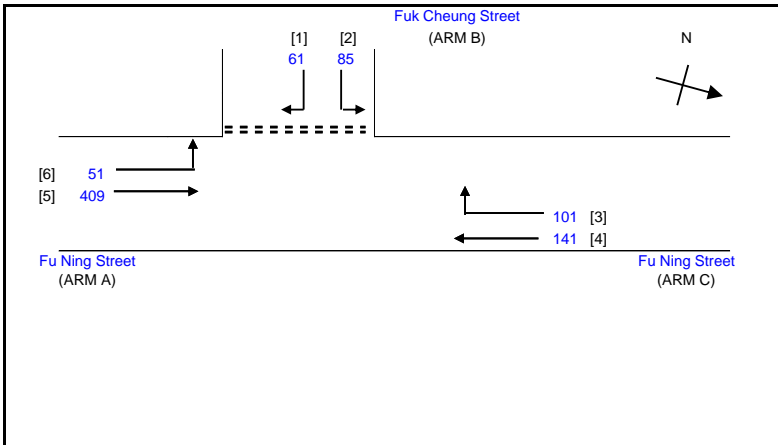 Fuk Cheung Street
[1] [2] (ARM B) N
61 85
[6] 51
[5] 409
101 [3]
141 [4]
Fu Ning Street Fu Ning Street
(ARM A) (ARM C)